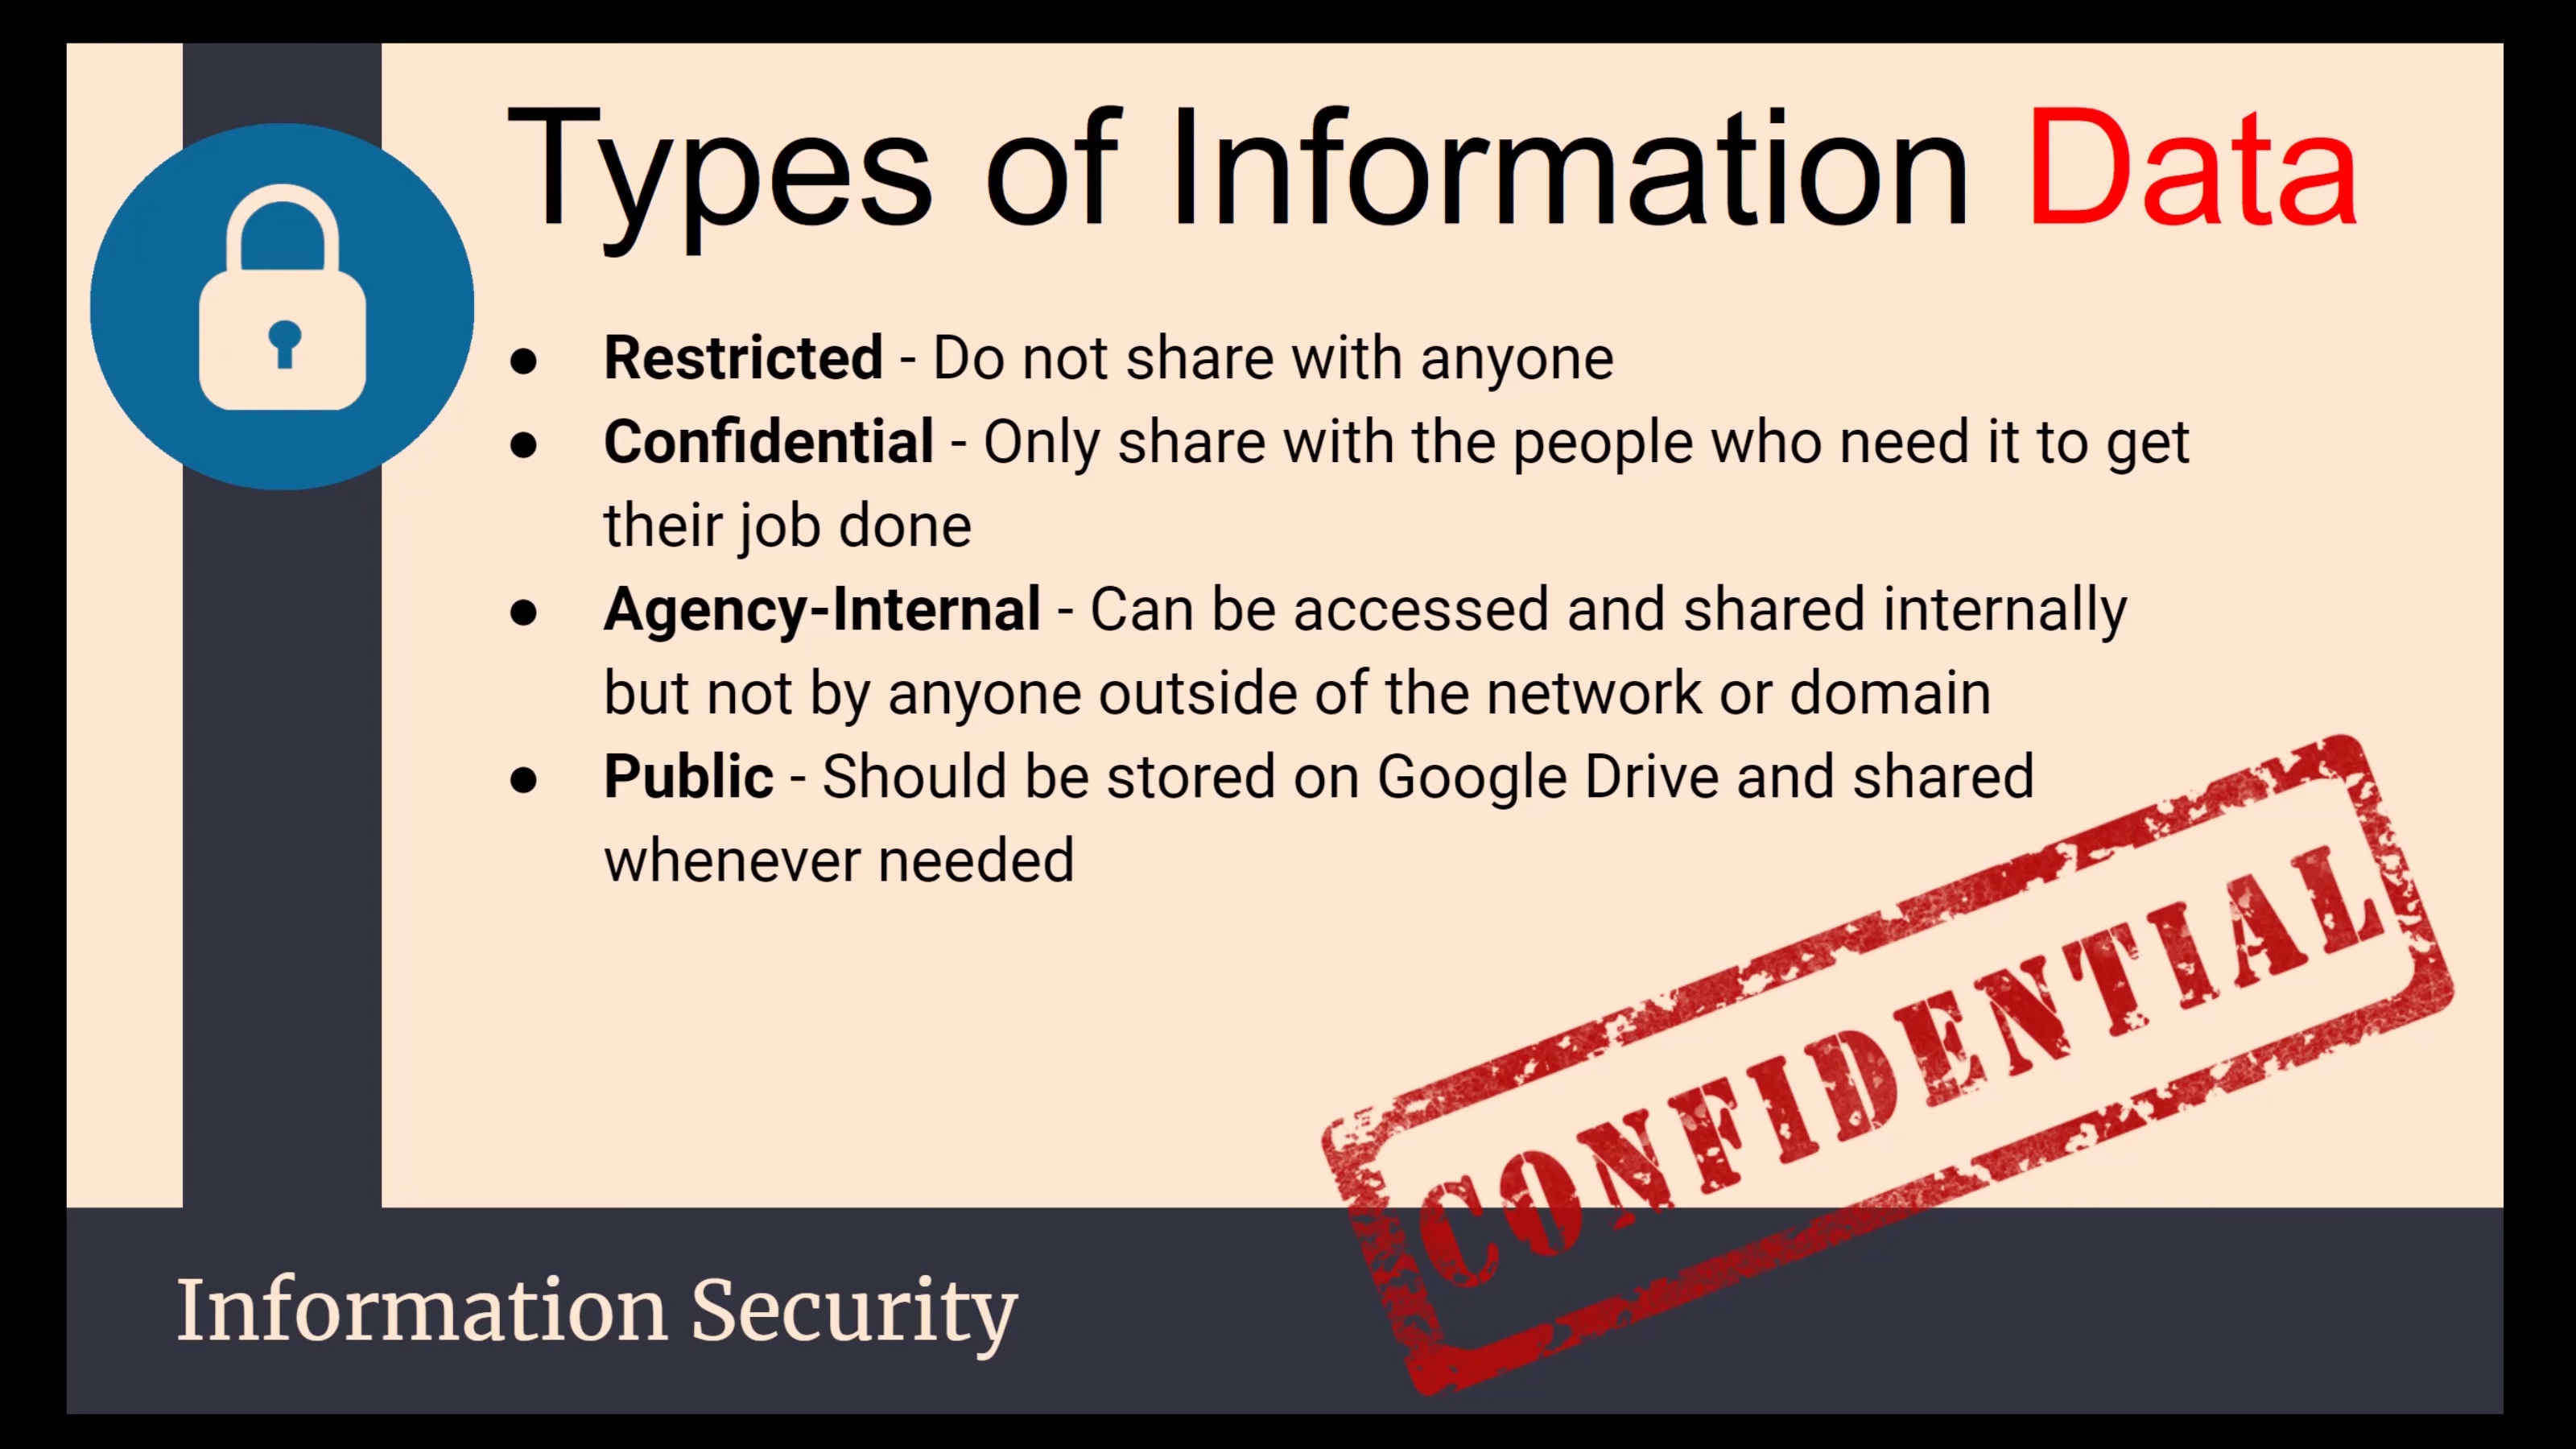 Types of Information Data
● Restricted - Do not share with anyone
● Confidential - Only share with the people who need it to get
their job done
● Agency-Internal - Can be accessed and shared internally
but not by anyone outside of the network or domain
● Public - Should be stored on Google Drive and shared
whenever needed
CONFIDENTIAL
Information Security